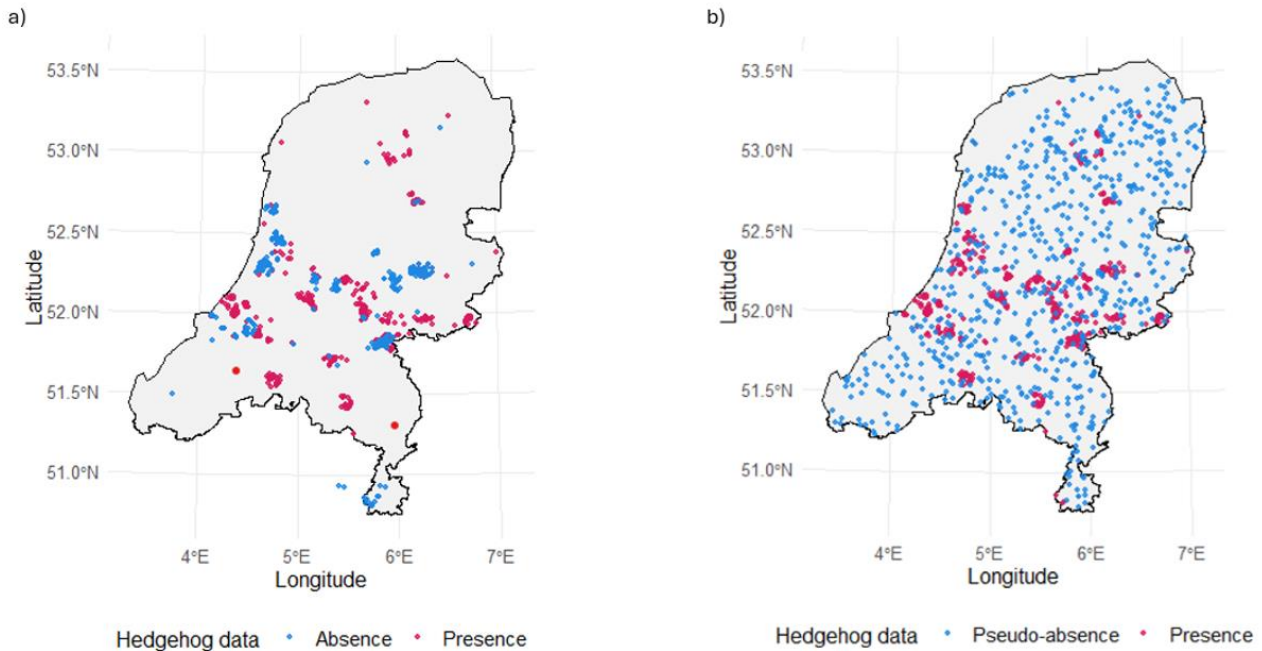 a)
53.5°N
53.0°N
52.5°N
52.0°N
51.5°N
51.0°N
Latitude
4°E 5°E 6°E 7°E
Longitude
Hedgehog data Absence Presence
b)
53.5°N
53.0°N
52.5°N
52.0°N
51.5°N
51.0°N
Latitude
4°E 5°E 6°E 7°E
Longitude
Hedgehog data Pseudo-absence Presence